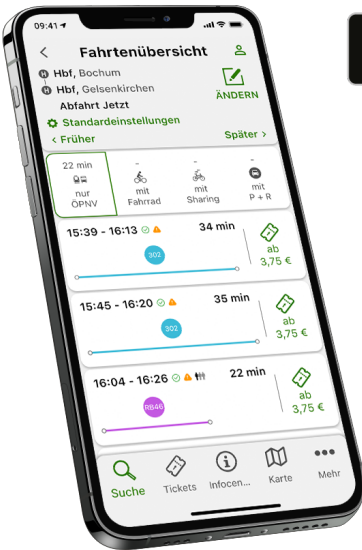 09:41
Fahrtenübersicht
H Hbf, Bochum
H Hbf, Gelsenkirchen
Abfahrt Jetzt
ÄNDERN
Standardeinstellungen
< Früher
Später >
22 min
nur
ÖPNV
-
mit
Fahrrad
-
mit
Sharing
-
mit
P + R
15:39 - 16:13
34 min
302
ab
3,75 €
15:45 - 16:20
35 min
302
ab
3,75 €
16:04 - 16:26
22 min
RB46
ab
3,75 €
Suche
Tickets
Infocen...
Karte
Mehr